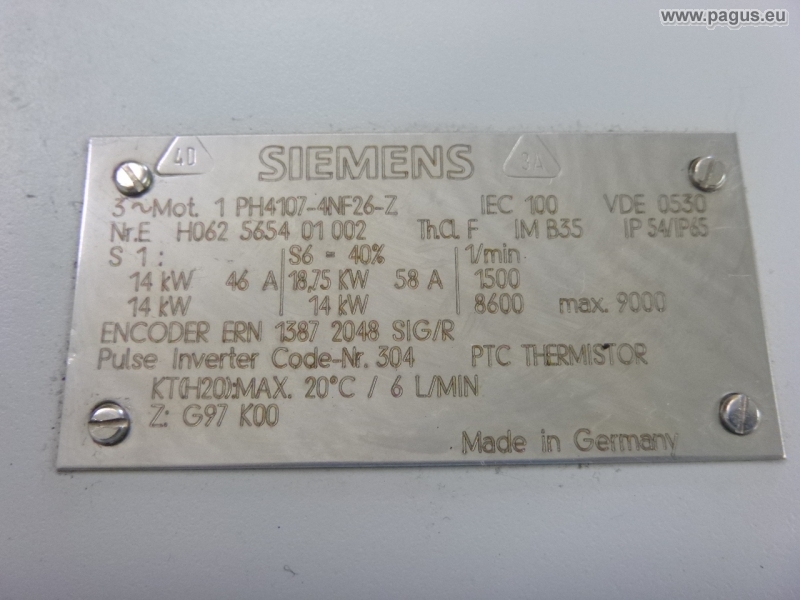 www.pagus.eu
4D SIEMENS 3A
3~Mot. 1 PH4107-4NF26-Z IEC 100 VDE 0530
Nr.E H062 5654 01 002 Th.Cl. F IM B35 IP 54/IP65
S 1: S6 - 40% 1/min
14 kW 46 A 18,75 KW 58 A 1500
14 kW 14 kW 8600 max. 9000
ENCODER ERN 1387 2048 SIG/R
Pulse Inverter Code-Nr. 304 PTC THERMISTOR
KT(H2O):MAX. 20°C / 6 L/MIN
Z: G97 K00
Made in Germany